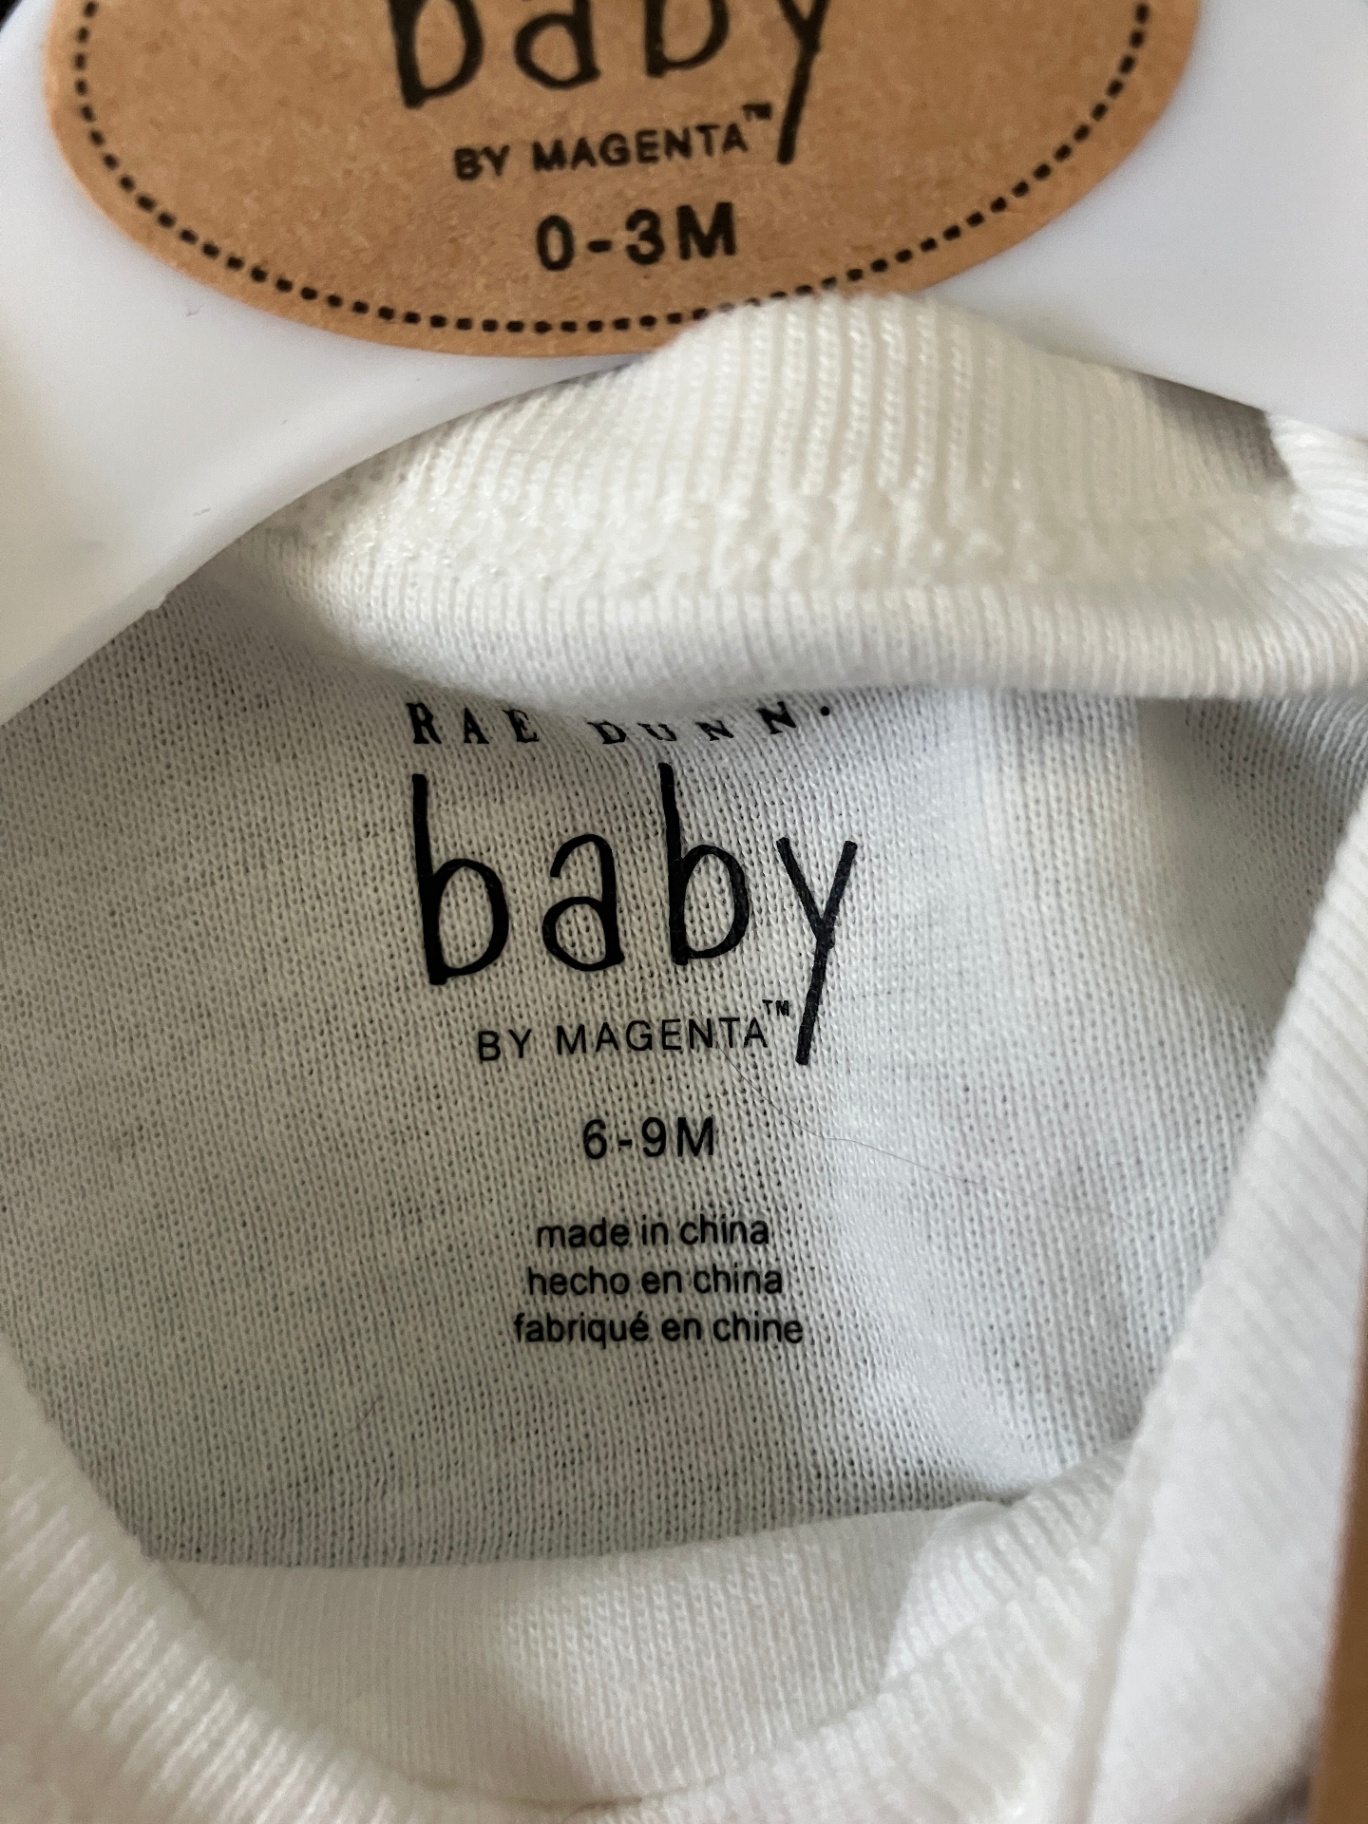 baby
BY MAGENTA™
0-3M
RAE DUNN.
baby
BY MAGENTA™
6-9M
made in china
hecho en china
fabriqué en chine